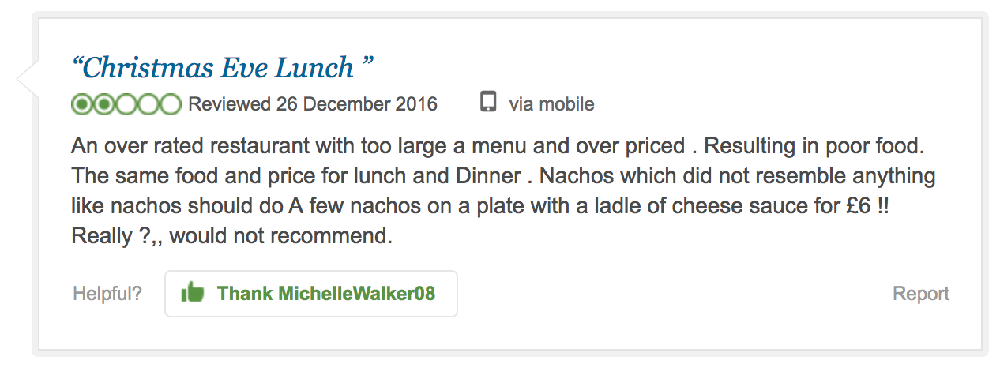 “Christmas Eve Lunch ”
Reviewed 26 December 2016 via mobile
An over rated restaurant with too large a menu and over priced . Resulting in poor food.
The same food and price for lunch and Dinner . Nachos which did not resemble anything
like nachos should do A few nachos on a plate with a ladle of cheese sauce for £6 !!
Really ?,, would not recommend.
Helpful? Thank MichelleWalker08 Report